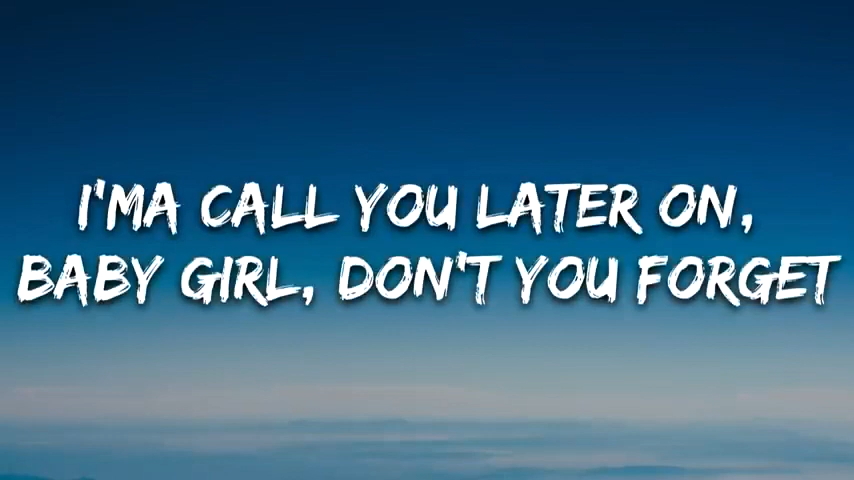 I'MA CALL YOU LATER ON,
BABY GIRL, DON'T YOU FORGET